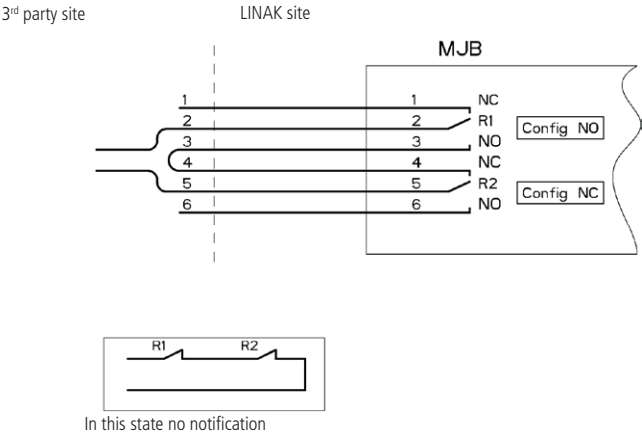 3rd party site
LINAK site
MJB
1 1 NC
2 2 R1
Config NO
3 3 NO
4 4 NC
5 5 R2
Config NC
6 6 NO
R1 R2
In this state no notification